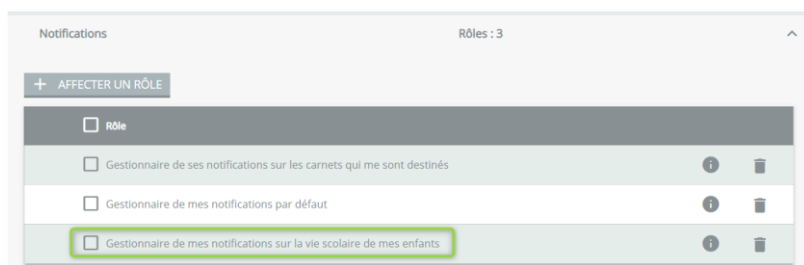 Notifications Rôles : 3
+ AFFECTER UN RÔLE
Rôle
Gestionnaire de ses notifications sur les carnets qui me sont destinés
Gestionnaire de mes notifications par défaut
Gestionnaire de mes notifications sur la vie scolaire de mes enfants